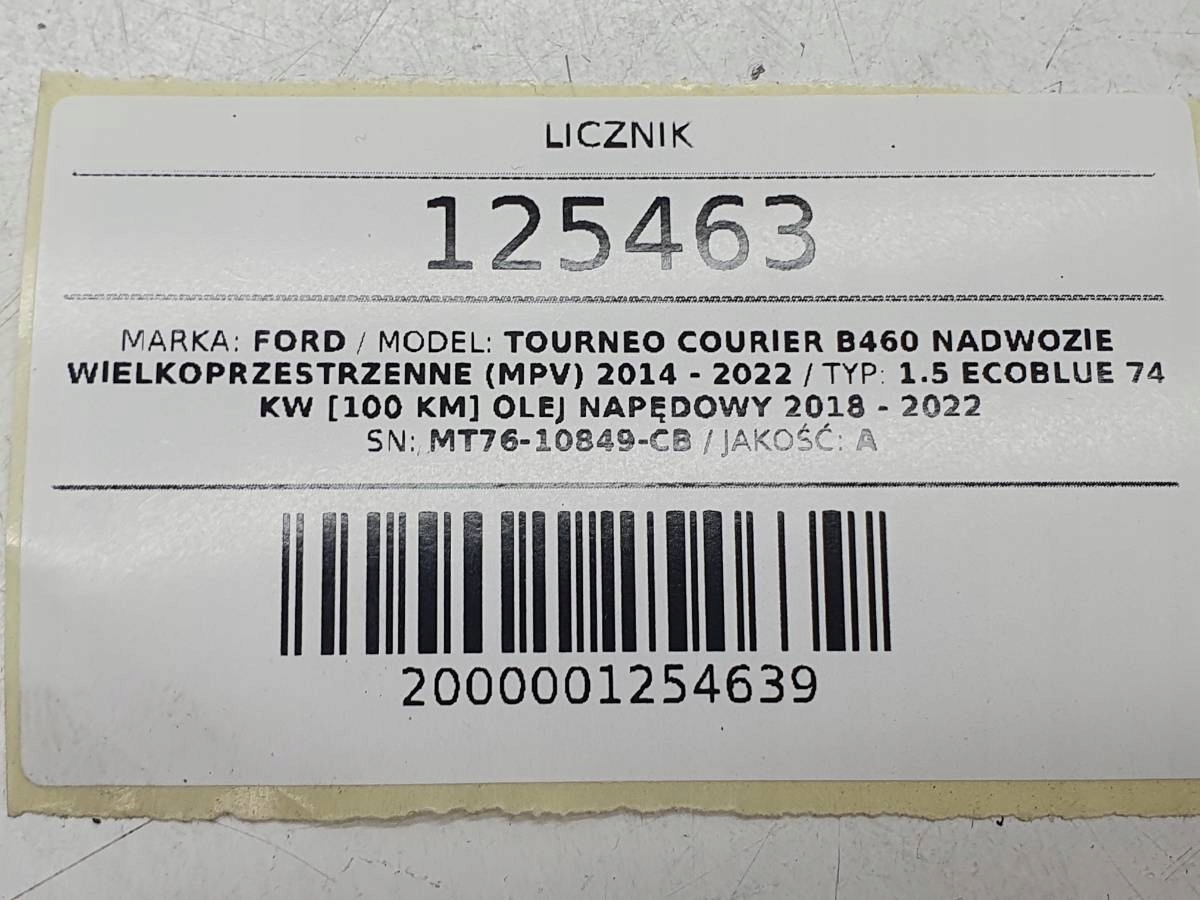 LICZNIK
125463
MARKA: FORD / MODEL: TOURNEO COURIER B460 NADWOZIE
WIELKOPRZESTRZENNE (MPV) 2014 - 2022 / TYP: 1.5 ECOBLUE 74
KW [100 KM] OLEJ NAPĘDOWY 2018 - 2022
SN: MT76-10849-CB / JAKOŚĆ: A
2000001254639